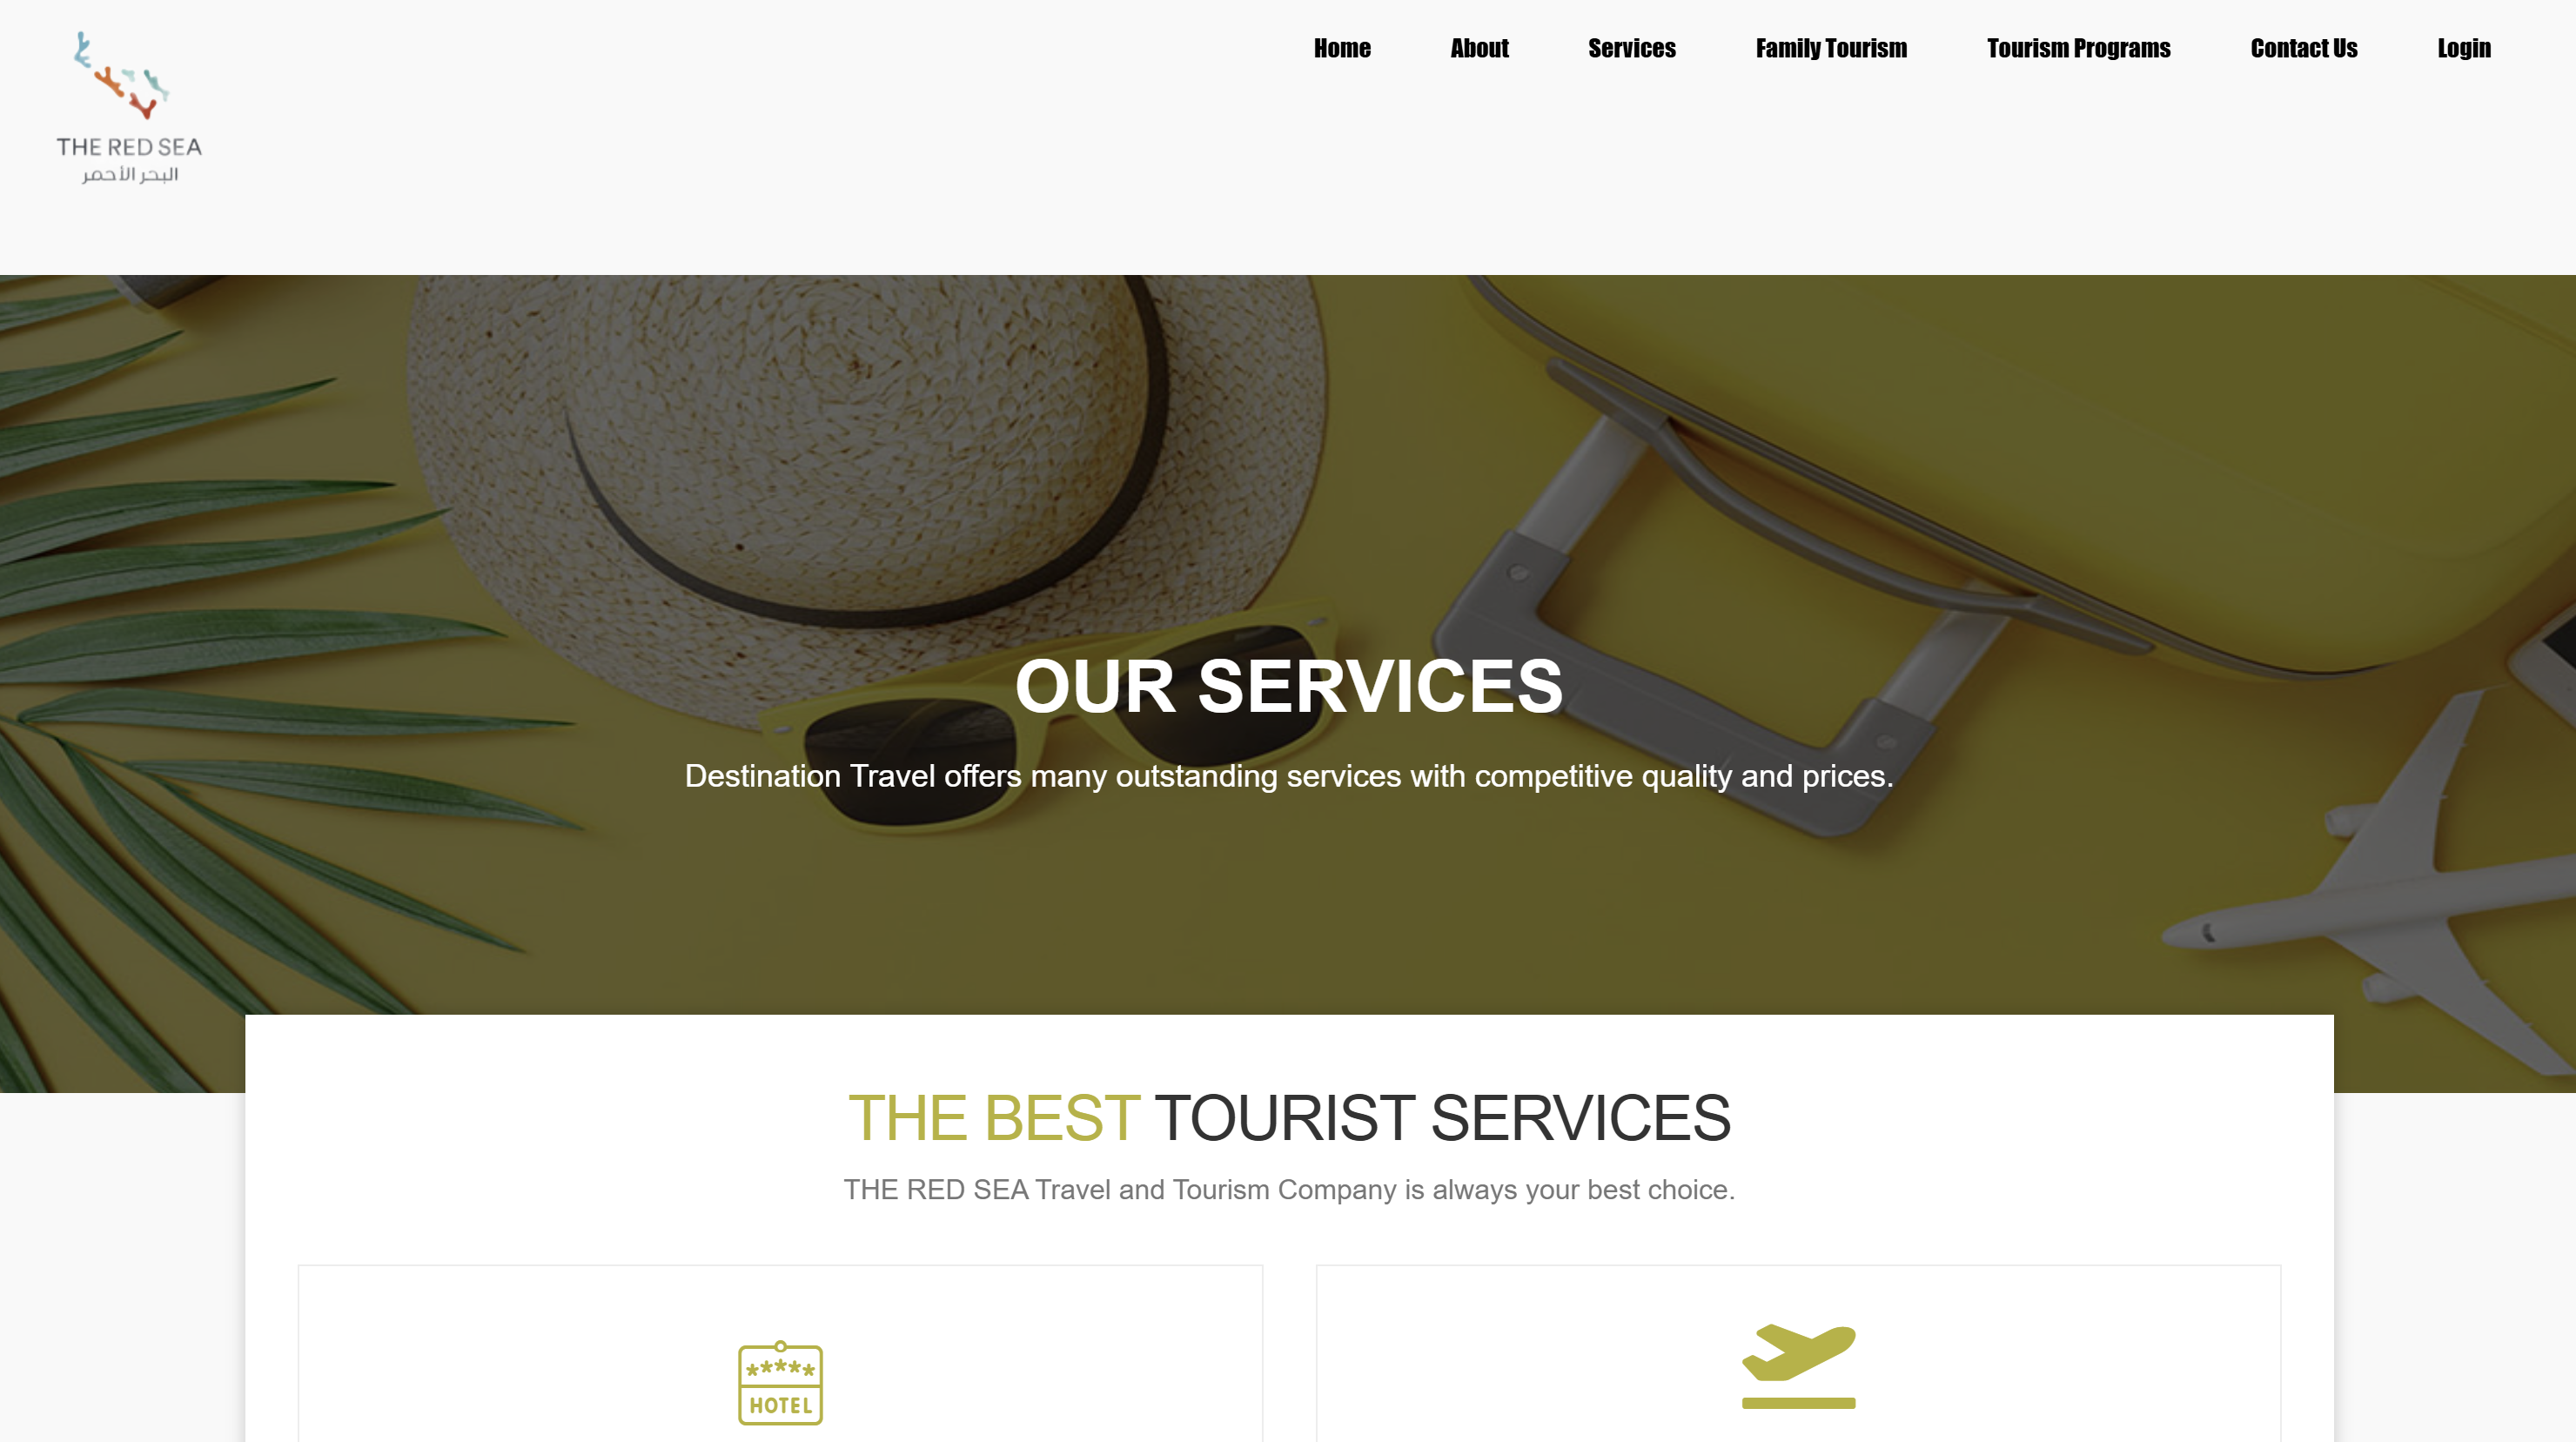 THE RED SEA
البحر الأحمر
Home About Services Family Tourism Tourism Programs Contact Us Login
OUR SERVICES
Destination Travel offers many outstanding services with competitive quality and prices.
THE BEST TOURIST SERVICES
THE RED SEA Travel and Tourism Company is always your best choice.
*****
HOTEL